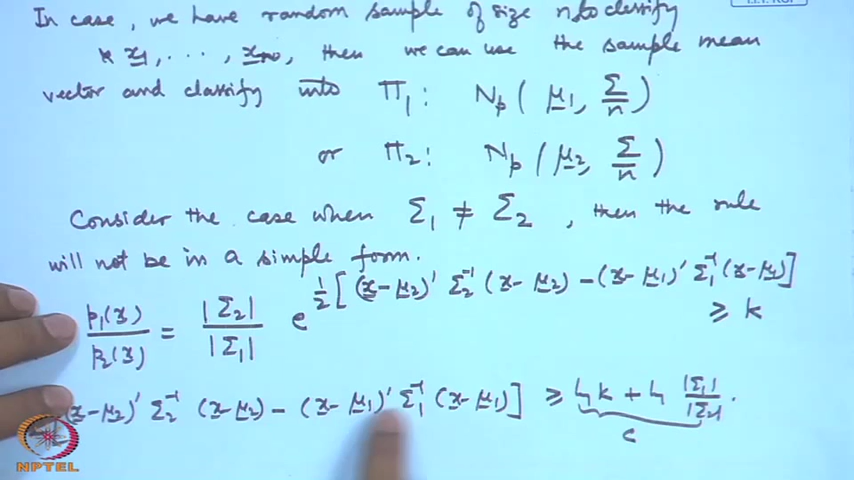 In case, we have random sample of size n to classify
x₁, . . . , xₙ, then we can use the sample mean
vector and classify into Π₁ : Nₚ ( μ₁, Σ/n )
or Π₂ : Nₚ ( μ₂, Σ/n )
Consider the case when Σ₁ ≠ Σ₂ , then the rule
will not be in a simple form.
p₁(x)/p₂(x) = |Σ₂|/|Σ₁| e^{½[(x-μ₂)' Σ₂⁻¹ (x-μ₂) - (x-μ₁)' Σ₁⁻¹ (x-μ₁)]} ≥ k
(x-μ₂)' Σ₂⁻¹ (x-μ₂) - (x-μ₁)' Σ₁⁻¹ (x-μ₁)] ≥ ln k + ln |Σ₁|/|Σ₂| .
c
NPTEL